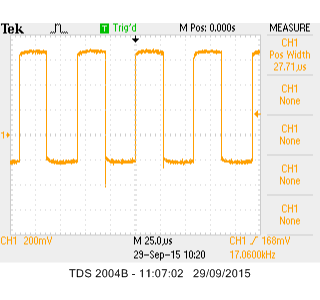 Tek Trig'd M Pos: 0.000s MEASURE
CH1
Pos Width
27.71µs
CH1
None
CH1
None
CH1
None
CH1
None
1
CH1 200mV M 25.0µs CH1 168mV
29-Sep-15 10:20 17.0600kHz
TDS 2004B - 11:07:02 29/09/2015